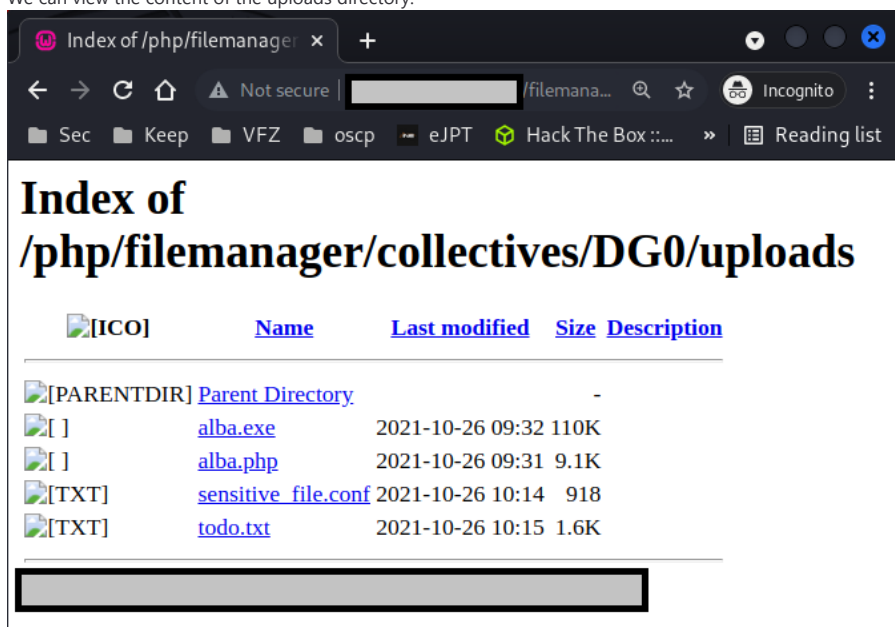 We can view the content of the uploads directory.
Index of /php/filemanager
Not secure | /filemana... Incognito
Sec Keep VFZ oscp eJPT Hack The Box ::... » Reading list
Index of
/php/filemanager/collectives/DG0/uploads
[ICO] Name Last modified Size Description
[PARENTDIR] Parent Directory -
[ ] alba.exe 2021-10-26 09:32 110K
[ ] alba.php 2021-10-26 09:31 9.1K
[TXT] sensitive_file.conf 2021-10-26 10:14 918
[TXT] todo.txt 2021-10-26 10:15 1.6K